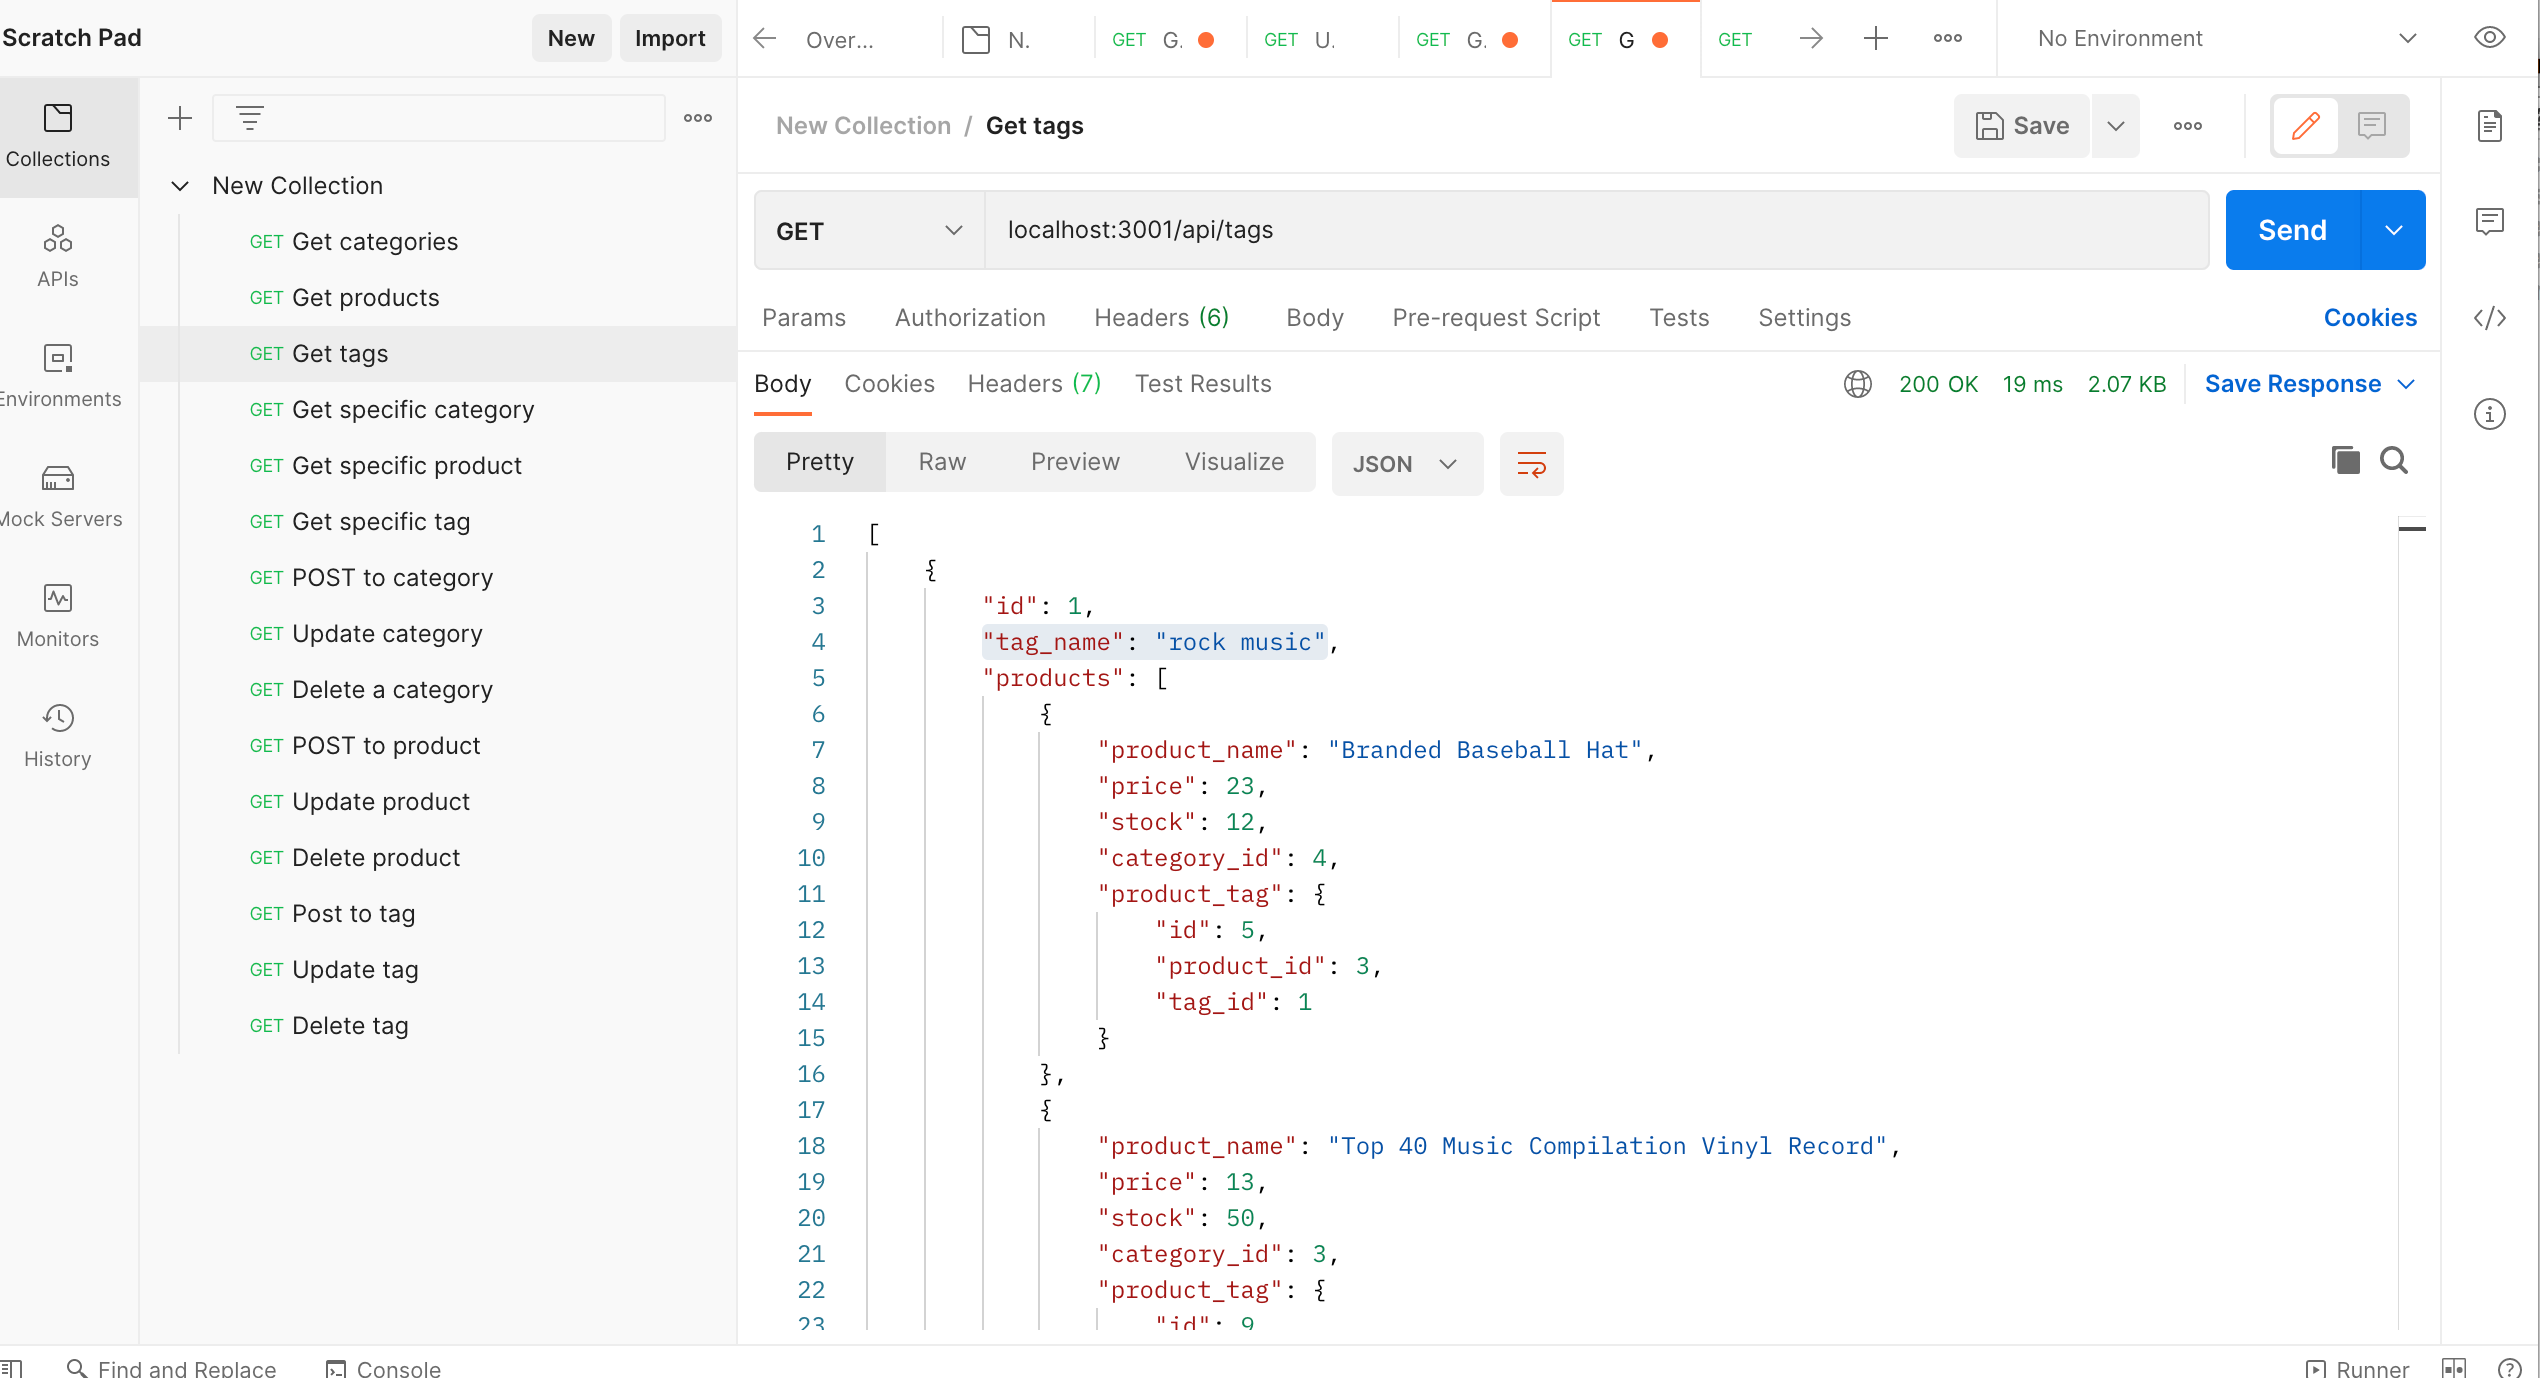 Scratch Pad
New Import
Over... N. GET G. GET U. GET G. GET G GET
No Environment
Collections
APIs
Environments
Mock Servers
Monitors
History
New Collection
GET Get categories
GET Get products
GET Get tags
GET Get specific category
GET Get specific product
GET Get specific tag
GET POST to category
GET Update category
GET Delete a category
GET POST to product
GET Update product
GET Delete product
GET Post to tag
GET Update tag
GET Delete tag
New Collection / Get tags
Save
GET localhost:3001/api/tags
Send
Params Authorization Headers (6) Body Pre-request Script Tests Settings Cookies
Body Cookies Headers (7) Test Results 200 OK 19 ms 2.07 KB Save Response
Pretty Raw Preview Visualize JSON
1 [
2 {
3 "id": 1,
4 "tag_name": "rock music",
5 "products": [
6 {
7 "product_name": "Branded Baseball Hat",
8 "price": 23,
9 "stock": 12,
10 "category_id": 4,
11 "product_tag": {
12 "id": 5,
13 "product_id": 3,
14 "tag_id": 1
15 }
16 },
17 {
18 "product_name": "Top 40 Music Compilation Vinyl Record",
19 "price": 13,
20 "stock": 50,
21 "category_id": 3,
22 "product_tag": {
23 "id": 9
Find and Replace Console Runner